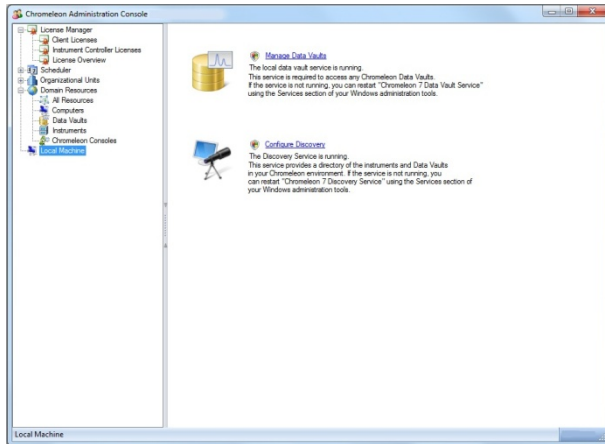 Chromeleon Administration Console
License Manager
Client Licenses
Instrument Controller Licenses
License Overview
Scheduler
Organizational Units
Domain Resources
All Resources
Computers
Data Vaults
Instruments
Chromeleon Consoles
Local Machine
Manage Data Vaults
The local data vault service is running.
This service is required to access any Chromeleon Data Vaults.
If the service is not running, you can restart "Chromeleon 7 Data Vault Service"
using the Services section of your Windows administration tools.
Configure Discovery
The Discovery Service is running.
This service provides a directory of the instruments and Data Vaults
in your Chromeleon environment. If the service is not running, you
can restart "Chromeleon 7 Discovery Service" using the Services section of
your Windows administration tools.
Local Machine